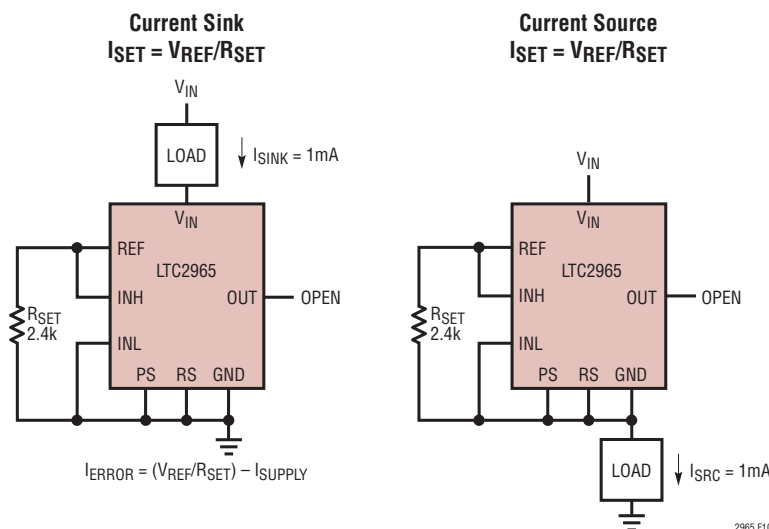 Current Sink
ISET = VREF/RSET
VIN
LOAD
ISINK = 1mA
VIN
REF
LTC2965
INH
OUT
OPEN
RSET
2.4k
INL
PS RS GND
IERROR = (VREF/RSET) – ISUPPLY
Current Source
ISET = VREF/RSET
VIN
VIN
REF
LTC2965
INH
OUT
OPEN
RSET
2.4k
INL
PS RS GND
LOAD
ISRC = 1mA